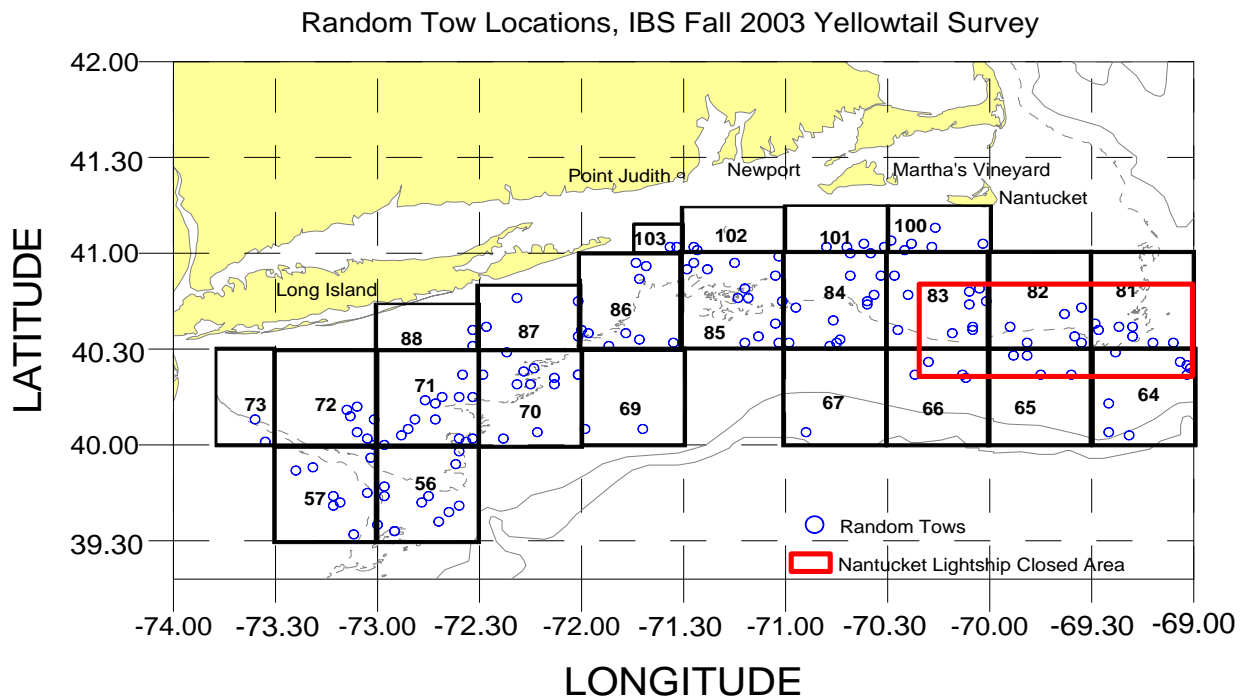 Random Tow Locations, IBS Fall 2003 Yellowtail Survey
42.00
41.30
41.00
40.30
40.00
39.30
LATITUDE
Point Judith
Newport
Martha's Vineyard
Nantucket
Long Island
103
102
101
100
88
87
86
85
84
83
82
81
73
72
71
70
69
67
66
65
64
57
56
Random Tows
Nantucket Lightship Closed Area
-74.00 -73.30 -73.00 -72.30 -72.00 -71.30 -71.00 -70.30 -70.00 -69.30 -69.00
LONGITUDE